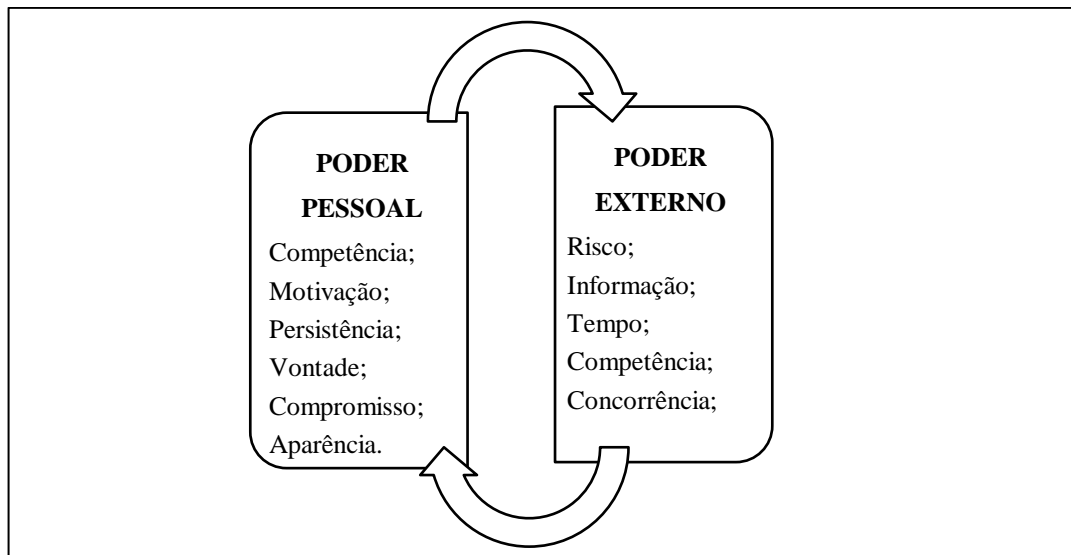 PODER
PESSOAL
Competência;
Motivação;
Persistência;
Vontade;
Compromisso;
Aparência.
PODER
EXTERNO
Risco;
Informação;
Tempo;
Competência;
Concorrência;